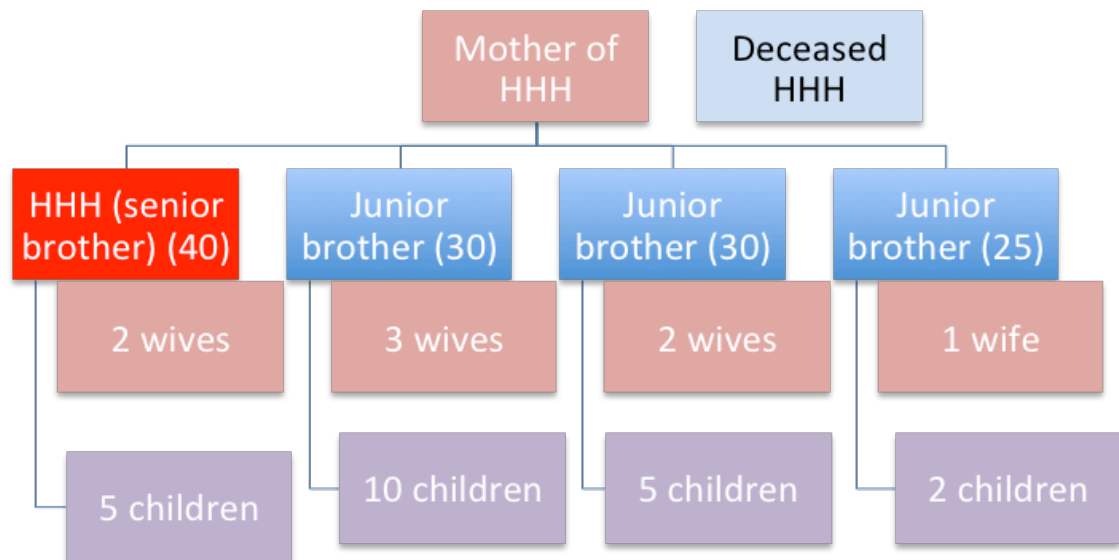 Mother of
HHH
Deceased
HHH
HHH (senior
brother) (40)
Junior
brother (30)
Junior
brother (30)
Junior
brother (25)
2 wives
3 wives
2 wives
1 wife
5 children
10 children
5 children
2 children